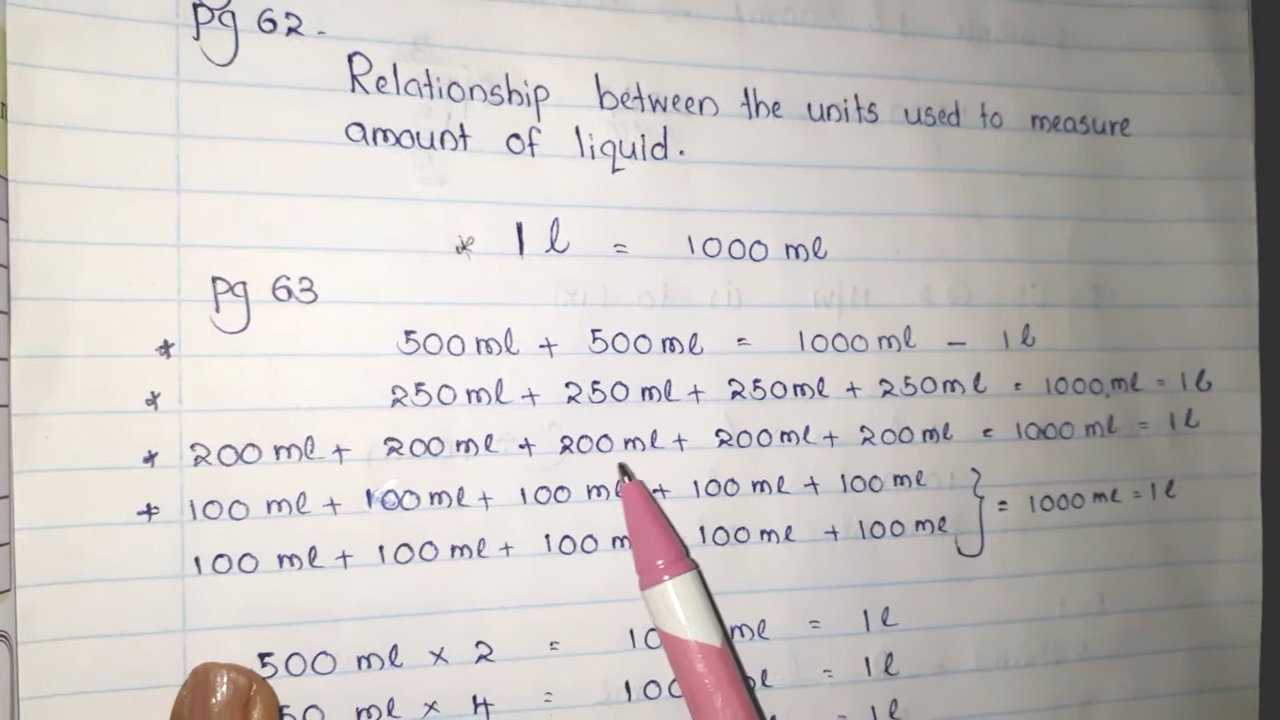 pg 62.
Relationship between the units used to measure
amount of liquid.
* 1 l = 1000 ml
pg 63
* 500 ml + 500 ml = 1000 ml - 1 l
* 250 ml + 250 ml + 250 ml + 250 ml = 1000 ml = 1 l
* 200 ml + 200 ml + 200 ml + 200 ml + 200 ml = 1000 ml = 1 l
* 100 ml + 100 ml + 100 ml + 100 ml + 100 ml
100 ml + 100 ml + 100 m 100 ml + 100 ml } = 1000 ml = 1 l
500 ml × 2 = 10 ml = 1 l
50 ml × 4 = 100 l = 1 l
= 1 l